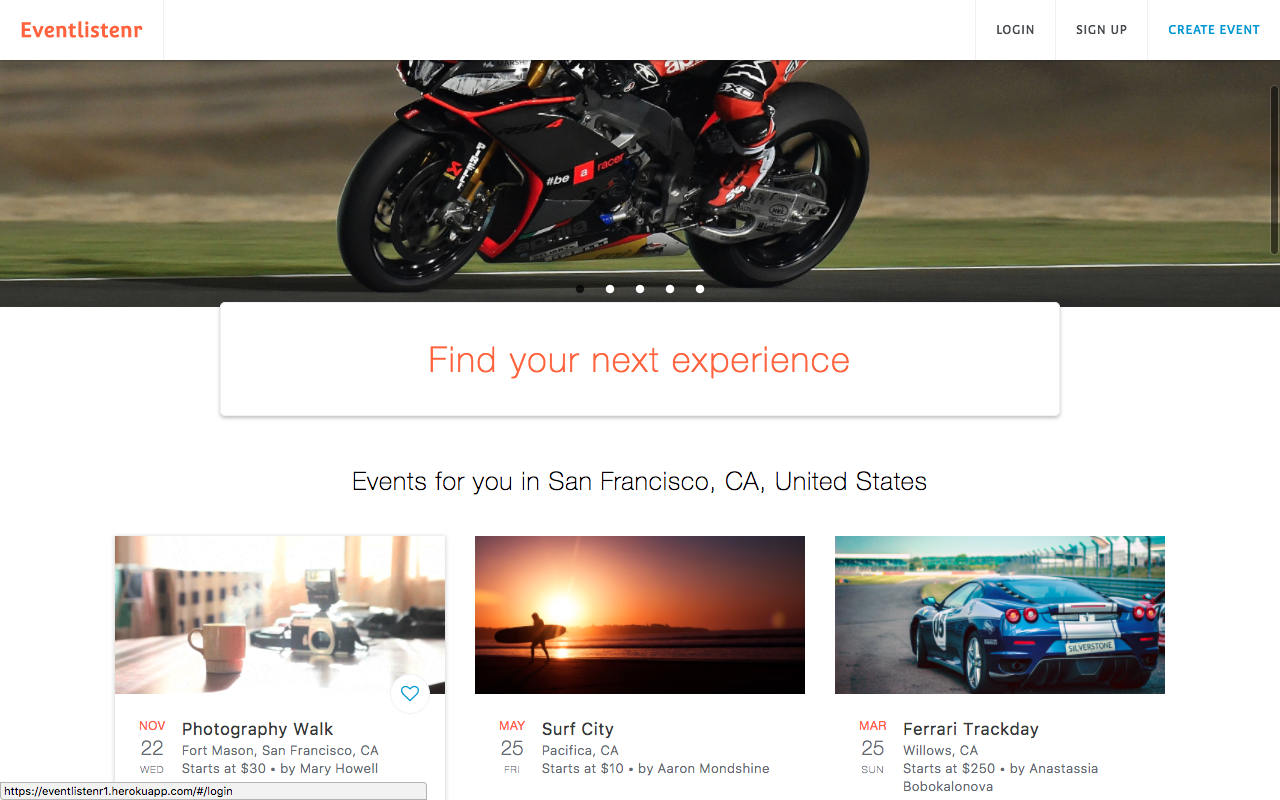 Eventlistenr
LOGIN
SIGN UP
CREATE EVENT
RSV4
#be a racer
aprilia
Find your next experience
Events for you in San Francisco, CA, United States
SILVERSTONE
05
NOV
22
WED
Photography Walk
Fort Mason, San Francisco, CA
Starts at $30 • by Mary Howell
MAY
25
FRI
Surf City
Pacifica, CA
Starts at $10 • by Aaron Mondshine
MAR
25
SUN
Ferrari Trackday
Willows, CA
Starts at $250 • by Anastassia
Bobokalonova
https://eventlistenr1.herokuapp.com/#/login